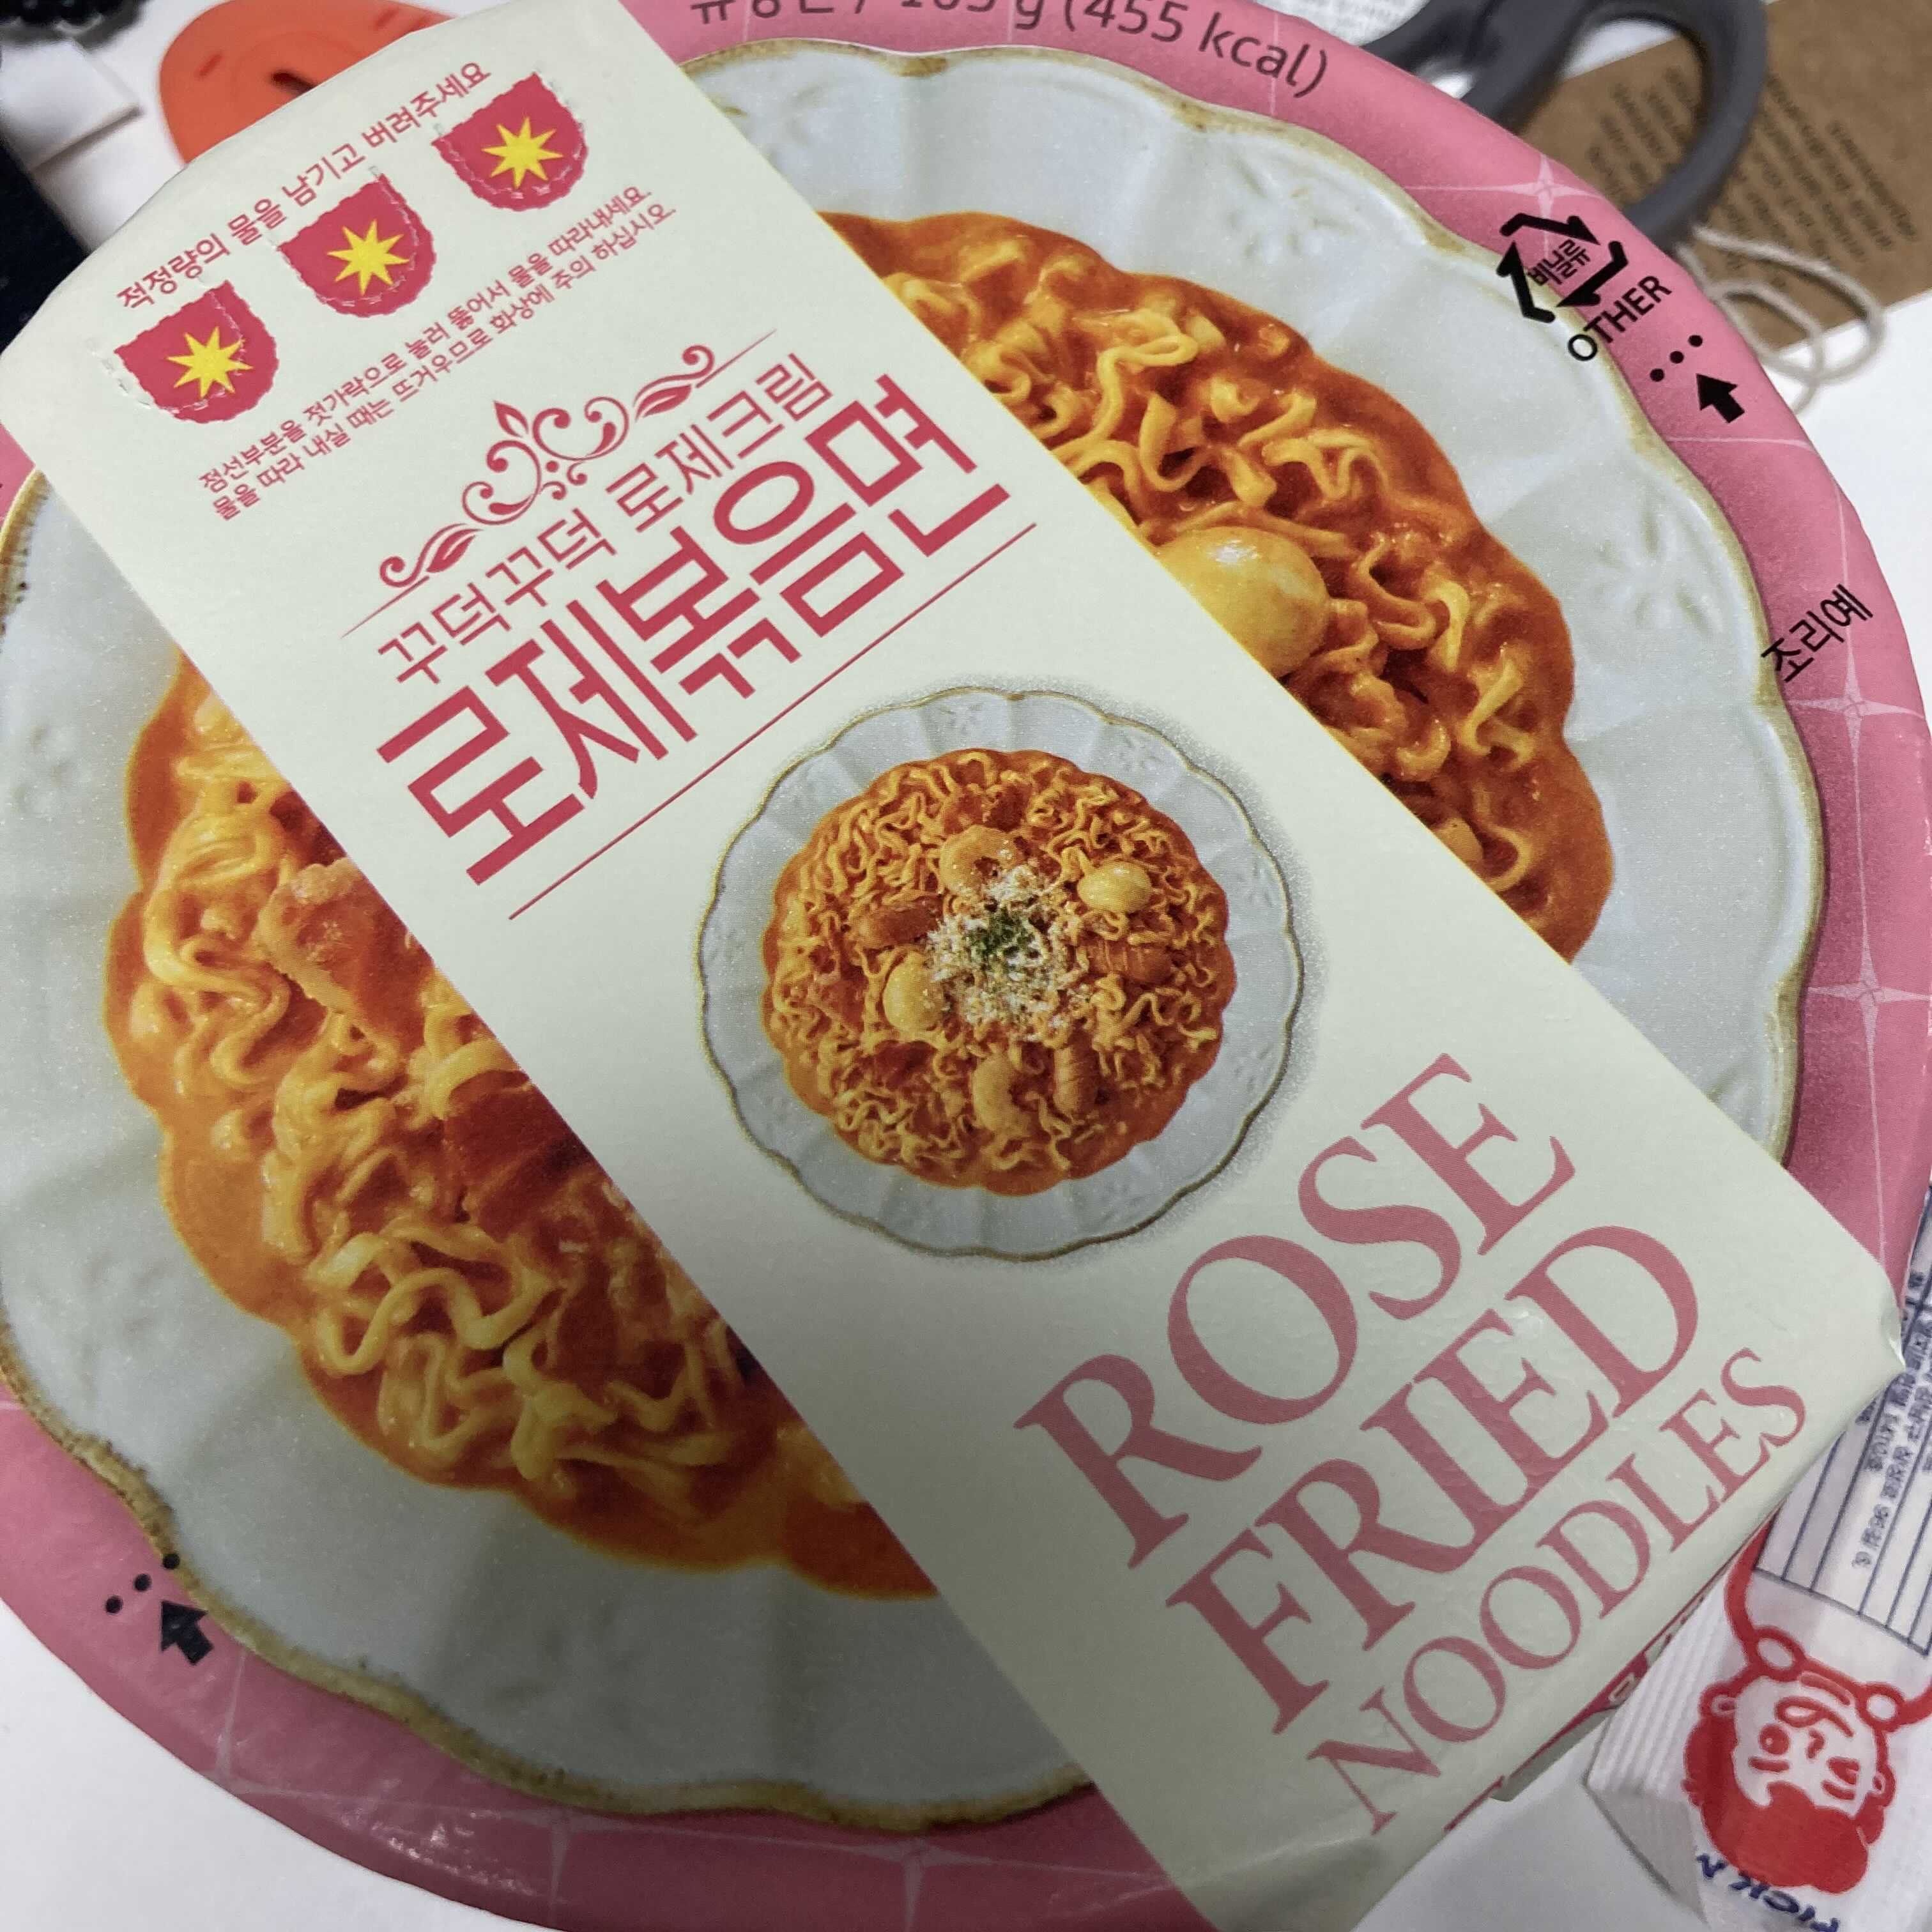 (455 kcal)
적정량의 물을 남기고 버려주세요
점선부분을 젓가락으로 눌러 뚫어서 물을 따라내세요.
물을 따라 내실 때는 뜨거우므로 화상에 주의 하십시오.
꾸덕꾸덕 로제크림
로제볶음면
비닐류
OTHER
조리예
ROSE
FRIED
NOODLES